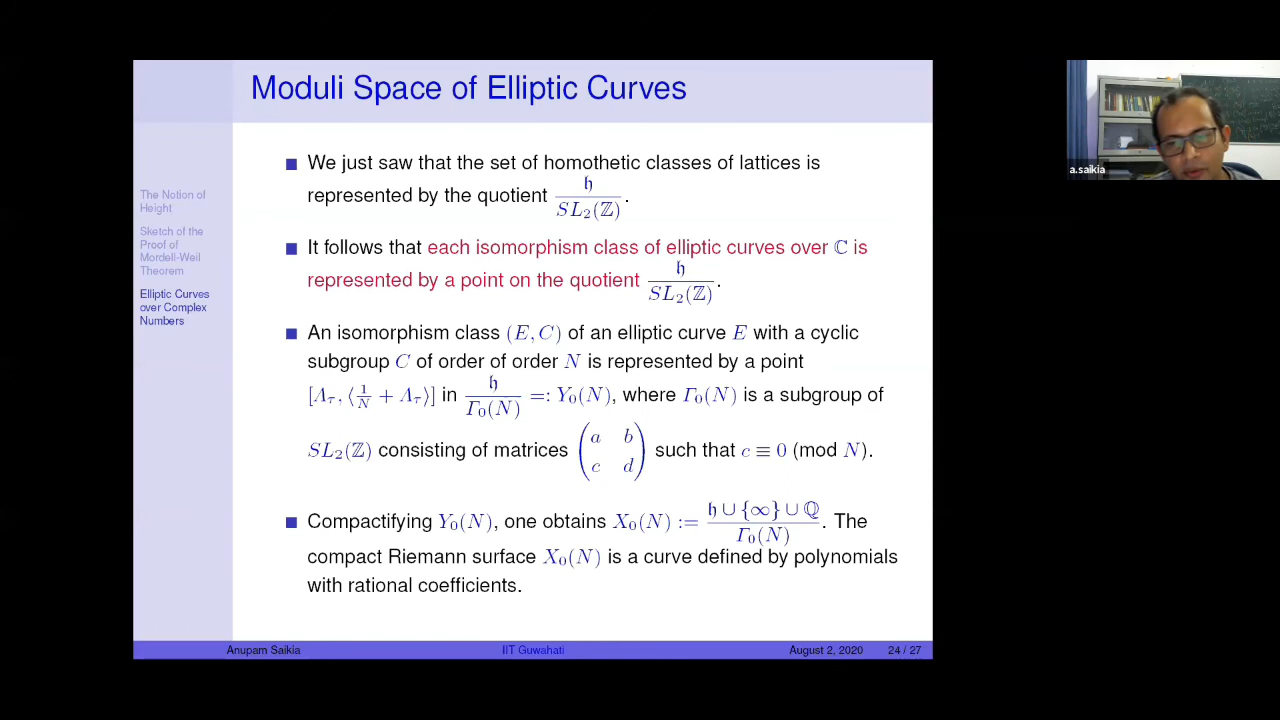 Moduli Space of Elliptic Curves
The Notion of
Height
Sketch of the
Proof of
Mordell-Weil
Theorem
Elliptic Curves
over Complex
Numbers
We just saw that the set of homothetic classes of lattices is
represented by the quotient 𝔥/SL₂(ℤ).
It follows that each isomorphism class of elliptic curves over ℂ is
represented by a point on the quotient 𝔥/SL₂(ℤ).
An isomorphism class (E, C) of an elliptic curve E with a cyclic
subgroup C of order of order N is represented by a point
[Λ_τ, ⟨1/N + Λ_τ⟩] in 𝔥/Γ₀(N) =: Y₀(N), where Γ₀(N) is a subgroup of
SL₂(ℤ) consisting of matrices (a b; c d) such that c ≡ 0 (mod N).
Compactifying Y₀(N), one obtains X₀(N) := (𝔥 ∪ {∞} ∪ ℚ)/Γ₀(N). The
compact Riemann surface X₀(N) is a curve defined by polynomials
with rational coefficients.
Anupam Saikia
IIT Guwahati
August 2, 2020
24 / 27
a.saikia